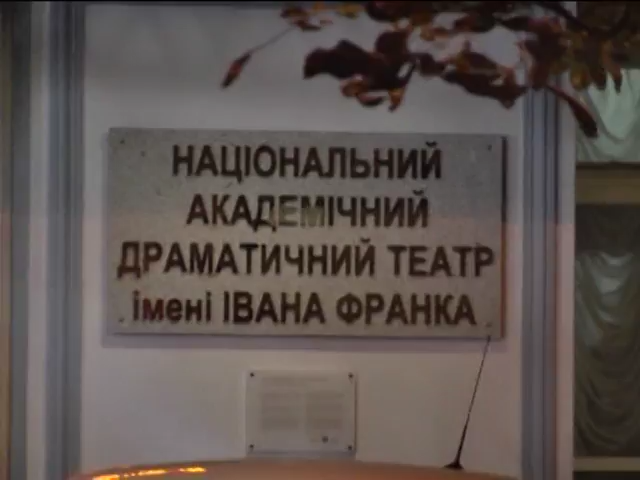 НАЦІОНАЛЬНИЙ
АКАДЕМІЧНИЙ
ДРАМАТИЧНИЙ ТЕАТР
імені ІВАНА ФРАНКА